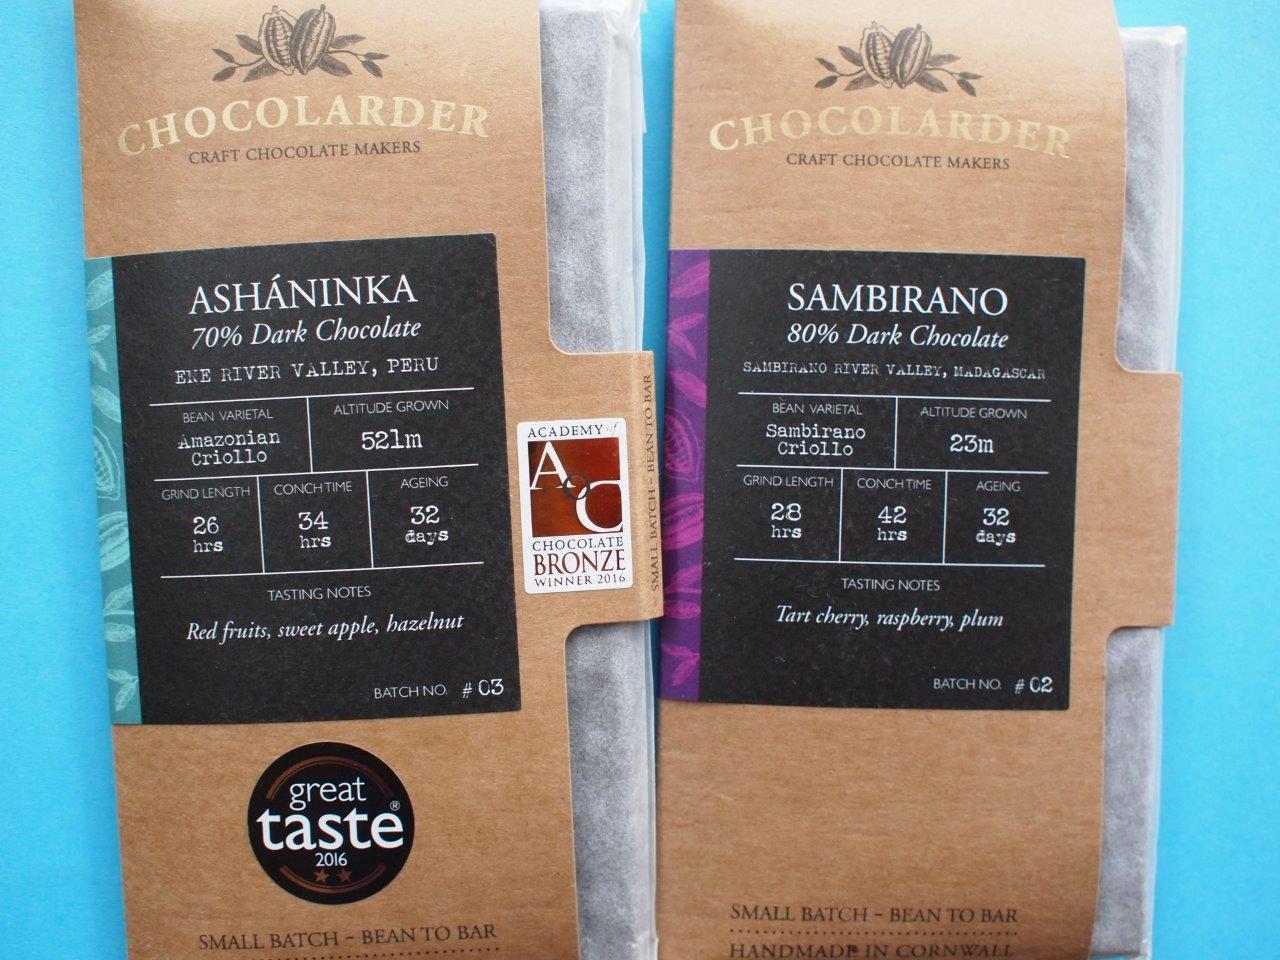 CHOCOLARDER
CRAFT CHOCOLATE MAKERS
ASHÁNINKA
70% Dark Chocolate
ENE RIVER VALLEY, PERU
BEAN VARIETAL
Amazonian
Criollo
ALTITUDE GROWN
521m
GRIND LENGTH
26
hrs
CONCH TIME
34
hrs
AGEING
32
days
TASTING NOTES
Red fruits, sweet apple, hazelnut
BATCH NO. # 03
great
taste®
2016
SMALL BATCH - BEAN TO BAR
ACADEMY of
AoC
CHOCOLATE
BRONZE
WINNER 2016
SMALL BATCH - BEAN TO BAR
CHOCOLARDER
CRAFT CHOCOLATE MAKERS
SAMBIRANO
80% Dark Chocolate
SAMBIRANO RIVER VALLEY, MADAGASCAR
BEAN VARIETAL
Sambirano
Criollo
ALTITUDE GROWN
23m
GRIND LENGTH
28
hrs
CONCH TIME
42
hrs
AGEING
32
days
TASTING NOTES
Tart cherry, raspberry, plum
BATCH NO. # 02
SMALL BATCH - BEAN TO BAR
HANDMADE IN CORNWALL